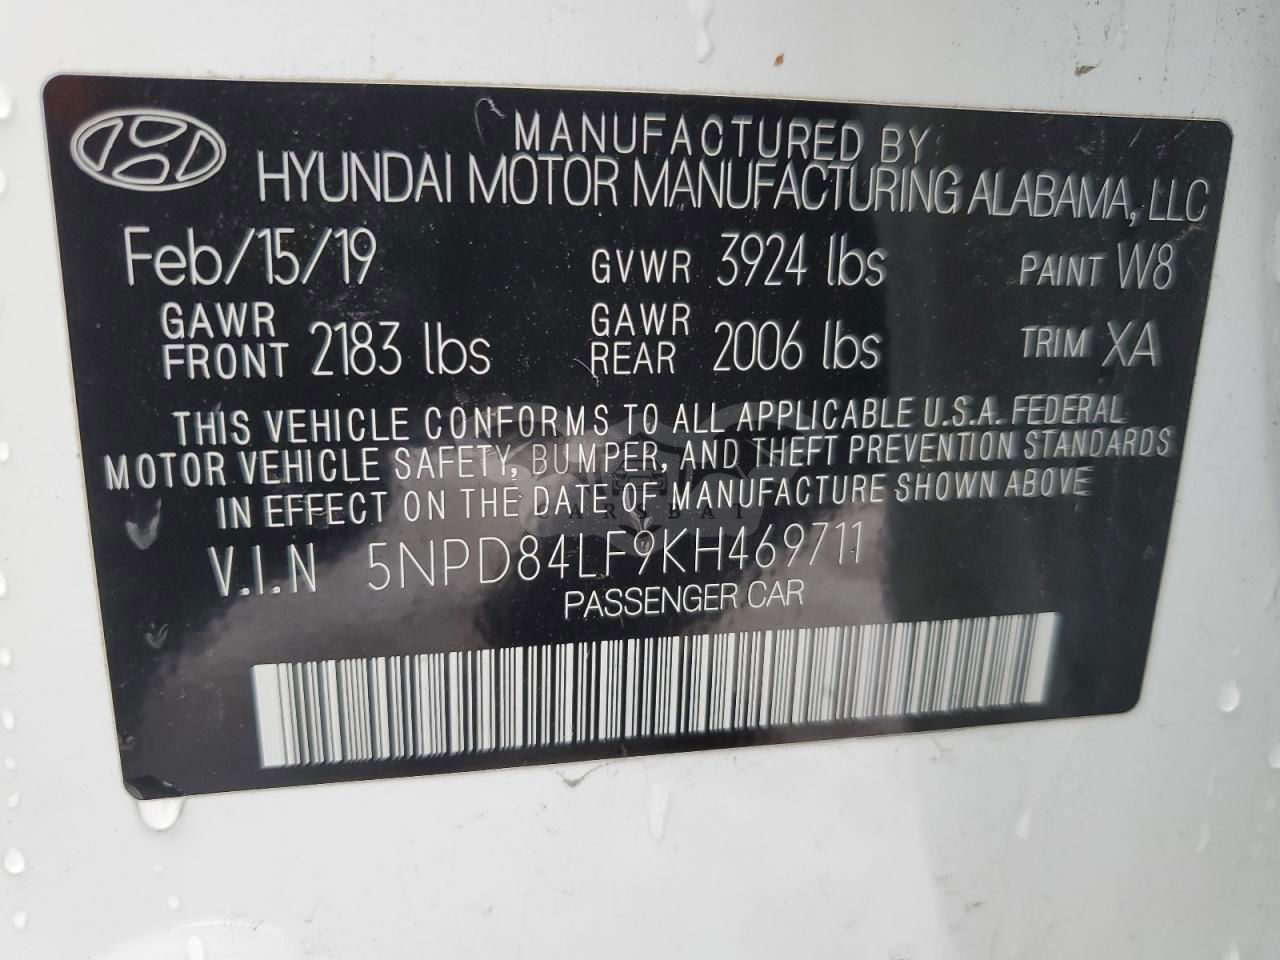 MANUFACTURED BY
HYUNDAI MOTOR MANUFACTURING ALABAMA, LLC
Feb/15/19 GVWR 3924 lbs PAINT W8
GAWR FRONT 2183 lbs GAWR REAR 2006 lbs TRIM XA
THIS VEHICLE CONFORMS TO ALL APPLICABLE U.S.A. FEDERAL
MOTOR VEHICLE SAFETY, BUMPER, AND THEFT PREVENTION STANDARDS
IN EFFECT ON THE DATE OF MANUFACTURE SHOWN ABOVE
V.I.N 5NPD84LF9KH469711
PASSENGER CAR